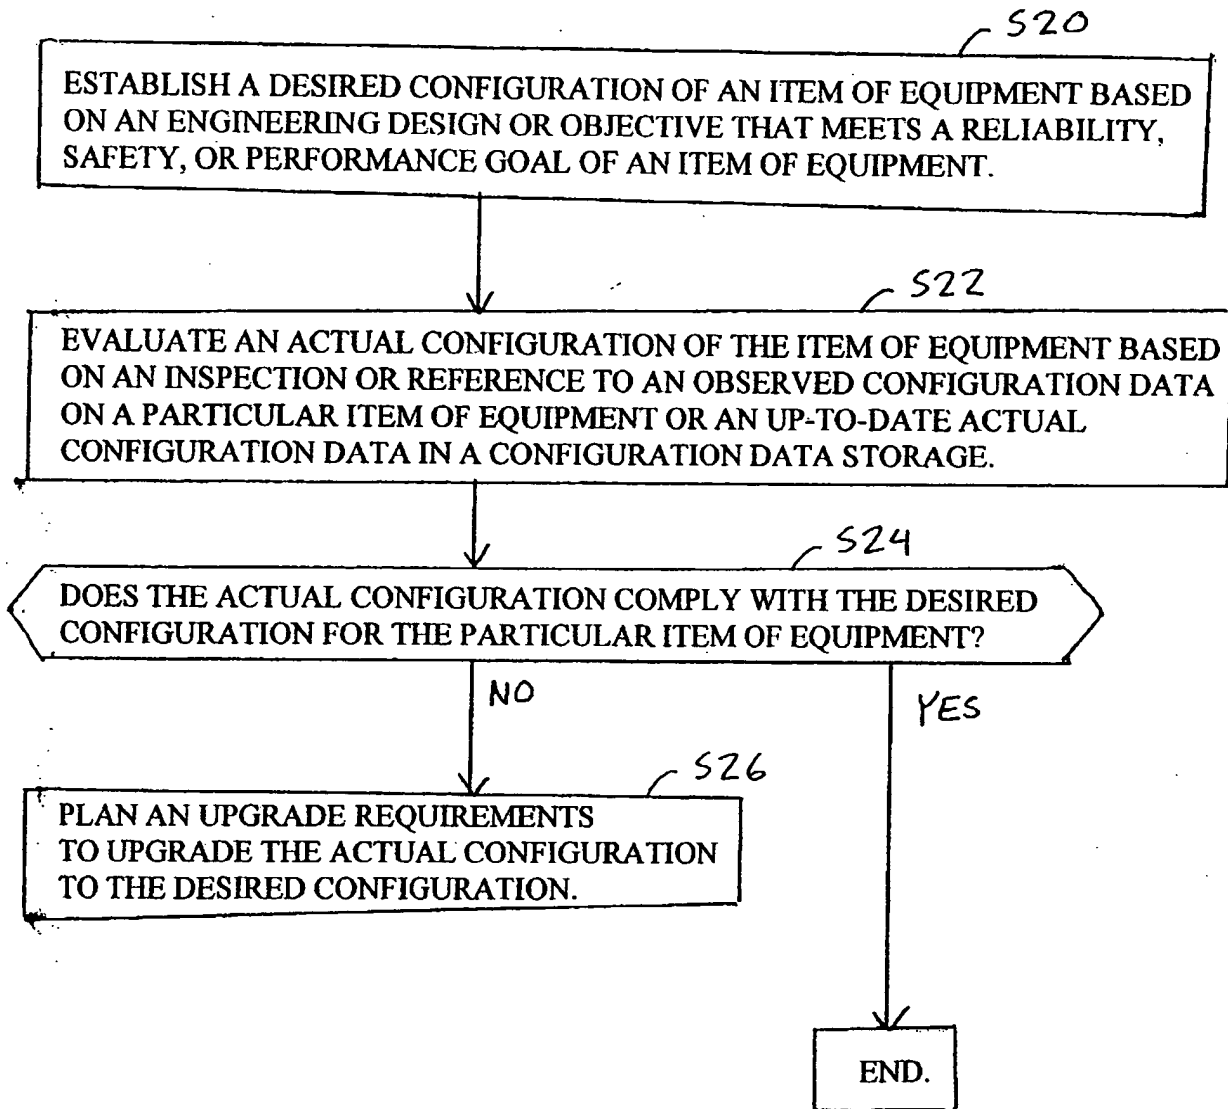 S20
ESTABLISH A DESIRED CONFIGURATION OF AN ITEM OF EQUIPMENT BASED
ON AN ENGINEERING DESIGN OR OBJECTIVE THAT MEETS A RELIABILITY,
SAFETY, OR PERFORMANCE GOAL OF AN ITEM OF EQUIPMENT.
S22
EVALUATE AN ACTUAL CONFIGURATION OF THE ITEM OF EQUIPMENT BASED
ON AN INSPECTION OR REFERENCE TO AN OBSERVED CONFIGURATION DATA
ON A PARTICULAR ITEM OF EQUIPMENT OR AN UP-TO-DATE ACTUAL
CONFIGURATION DATA IN A CONFIGURATION DATA STORAGE.
S24
DOES THE ACTUAL CONFIGURATION COMPLY WITH THE DESIRED
CONFIGURATION FOR THE PARTICULAR ITEM OF EQUIPMENT?
NO
YES
S26
PLAN AN UPGRADE REQUIREMENTS
TO UPGRADE THE ACTUAL CONFIGURATION
TO THE DESIRED CONFIGURATION.
END.